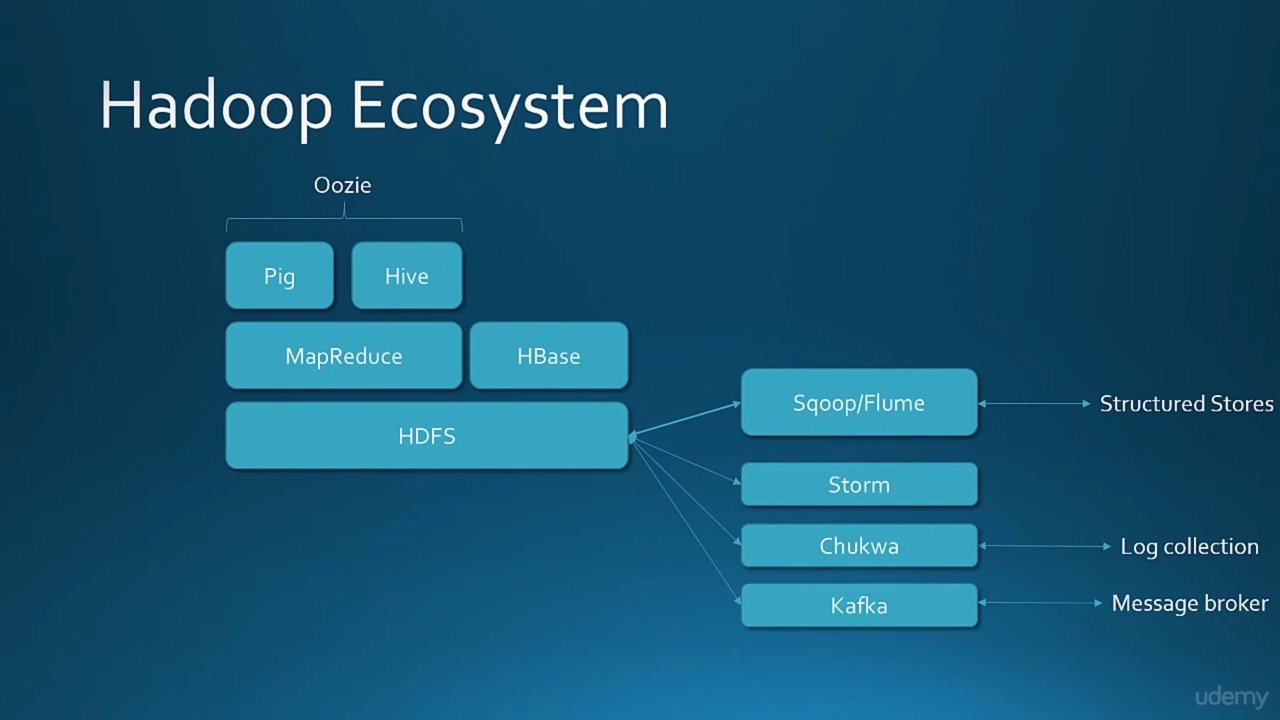 Hadoop Ecosystem
Oozie
Pig
Hive
MapReduce
HBase
HDFS
Sqoop/Flume
Structured Stores
Storm
Chukwa
Log collection
Kafka
Message broker
udemy